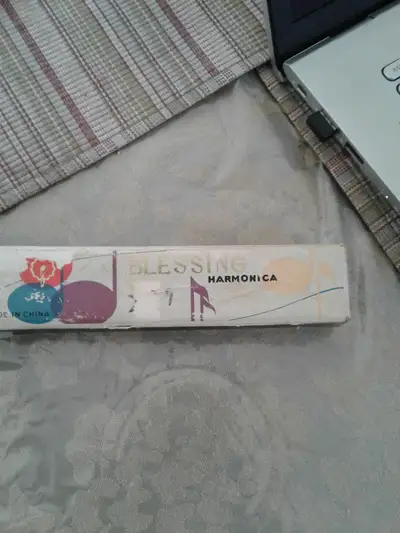 BLESSING
HARMONICA
DE IN CHINA